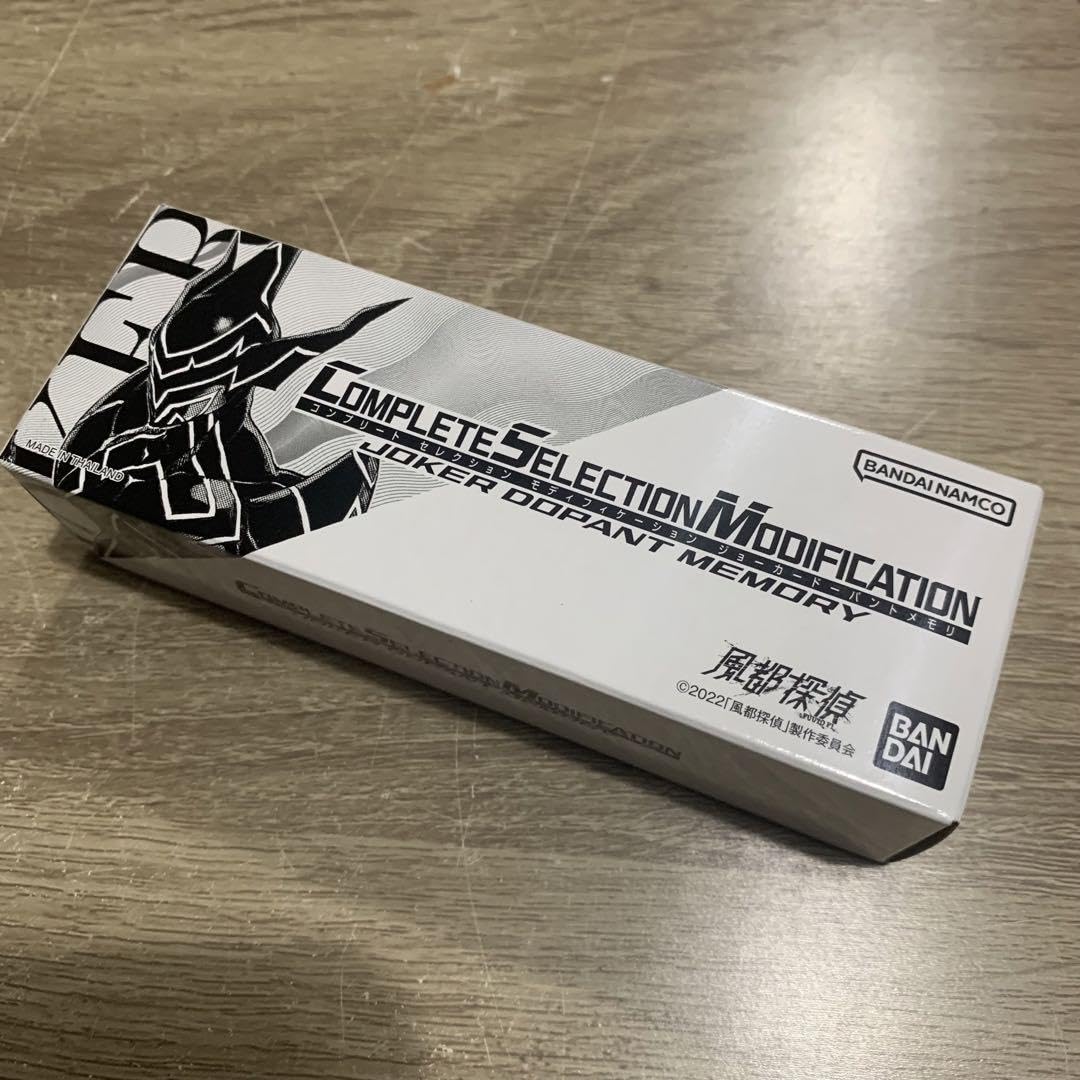 MADE IN THAILAND
COMPLETE SELECTION MODIFICATION
コンプリート セレクション モディフィケーション ジョーカードーパントメモリ
JOKER DOPANT MEMORY
BANDAI NAMCO
風都探偵
©2022「風都探偵」製作委員会
BAN
DAI
COMPLETE SELECTION MODIFICATION